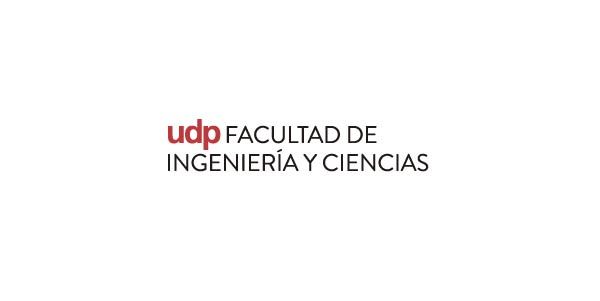 udp FACULTAD DE
INGENIERÍA Y CIENCIAS